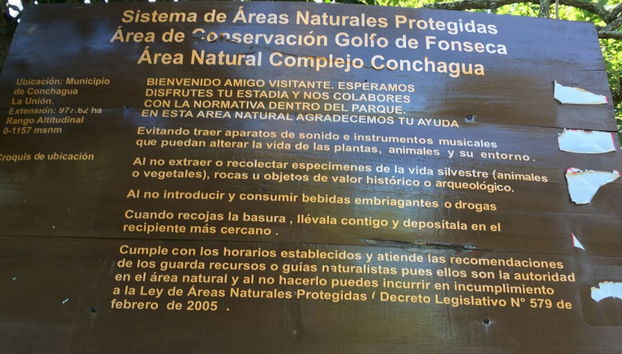 Sistema de Áreas Naturales Protegidas
Área de Conservación Golfo de Fonseca
Área Natural Complejo Conchagua
Ubicación: Municipio
de Conchagua
La Unión.
Extensión: 977.62 ha
Rango Altitudinal
0-1157 msnm
Croquis de ubicación
BIENVENIDO AMIGO VISITANTE, ESPERAMOS
DISFRUTES TU ESTADIA Y NOS COLABORES
CON LA NORMATIVA DENTRO DEL PARQUE.
EN ESTA AREA NATURAL AGRADECEMOS TU AYUDA
Evitando traer aparatos de sonido e instrumentos musicales
que puedan alterar la vida de las plantas, animales y su entorno .
Al no extraer o recolectar especímenes de la vida silvestre (animales
o vegetales), rocas u objetos de valor histórico o arqueológico.
Al no introducir y consumir bebidas embriagantes o drogas
Cuando recojas la basura , llévala contigo y deposítala en el
recipiente más cercano .
Cumple con los horarios establecidos y atiende las recomendaciones
de los guarda recursos o guías naturalistas pues ellos son la autoridad
en el área natural y al no hacerlo puedes incurrir en incumplimiento
a la Ley de Áreas Naturales Protegidas ( Decreto Legislativo N° 579 de
febrero de 2005 .